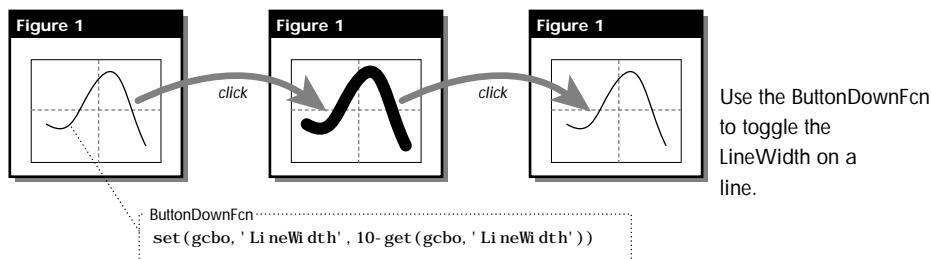 Figure 1
Figure 1
Figure 1
click
click
Use the ButtonDownFcn
to toggle the
LineWidth on a
line.
ButtonDownFcn
set(gcbo,'LineWidth',10-get(gcbo,'LineWidth'))